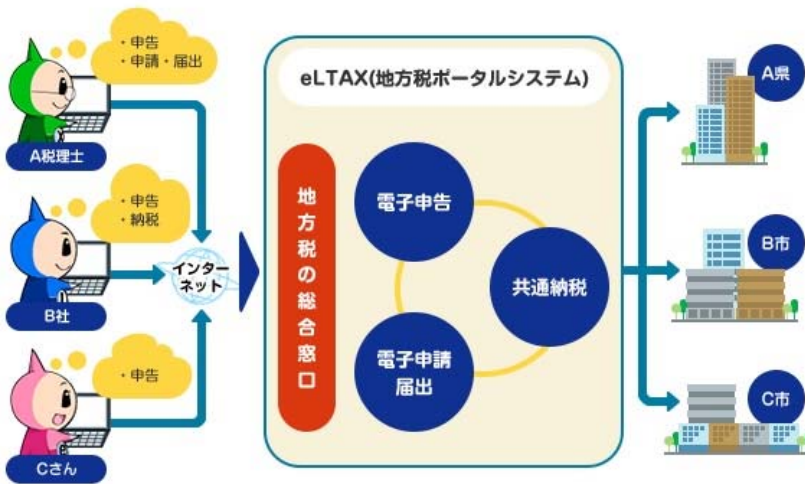 ・申告
・申請・届出
A税理士
・申告
・納税
B社
・申告
Cさん
インター
ネット
eLTAX(地方税ポータルシステム)
地方税の総合窓口
電子申告
共通納税
電子申請
届出
A県
B市
C市